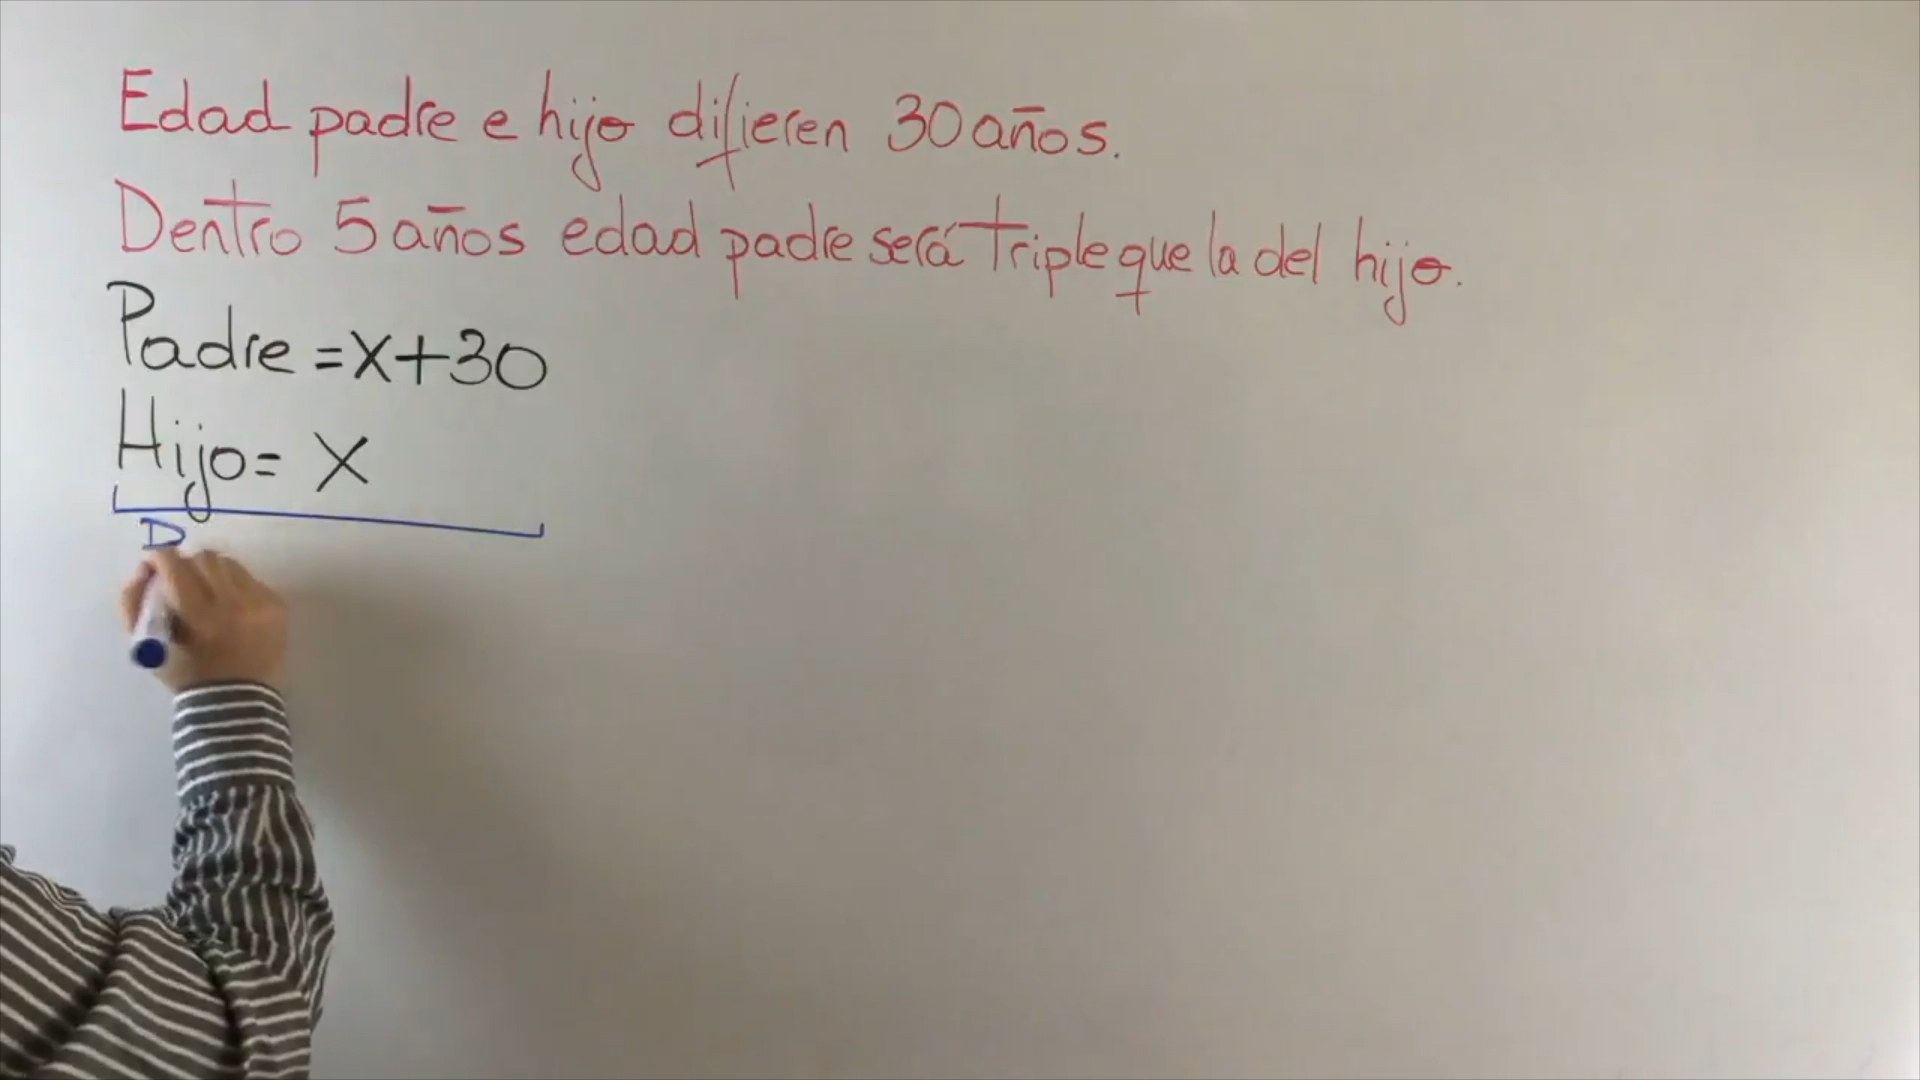 Edad padre e hijo difieren 30 años.
Dentro 5 años edad padre será triple que la del hijo.
Padre = x+30
Hijo = x
D